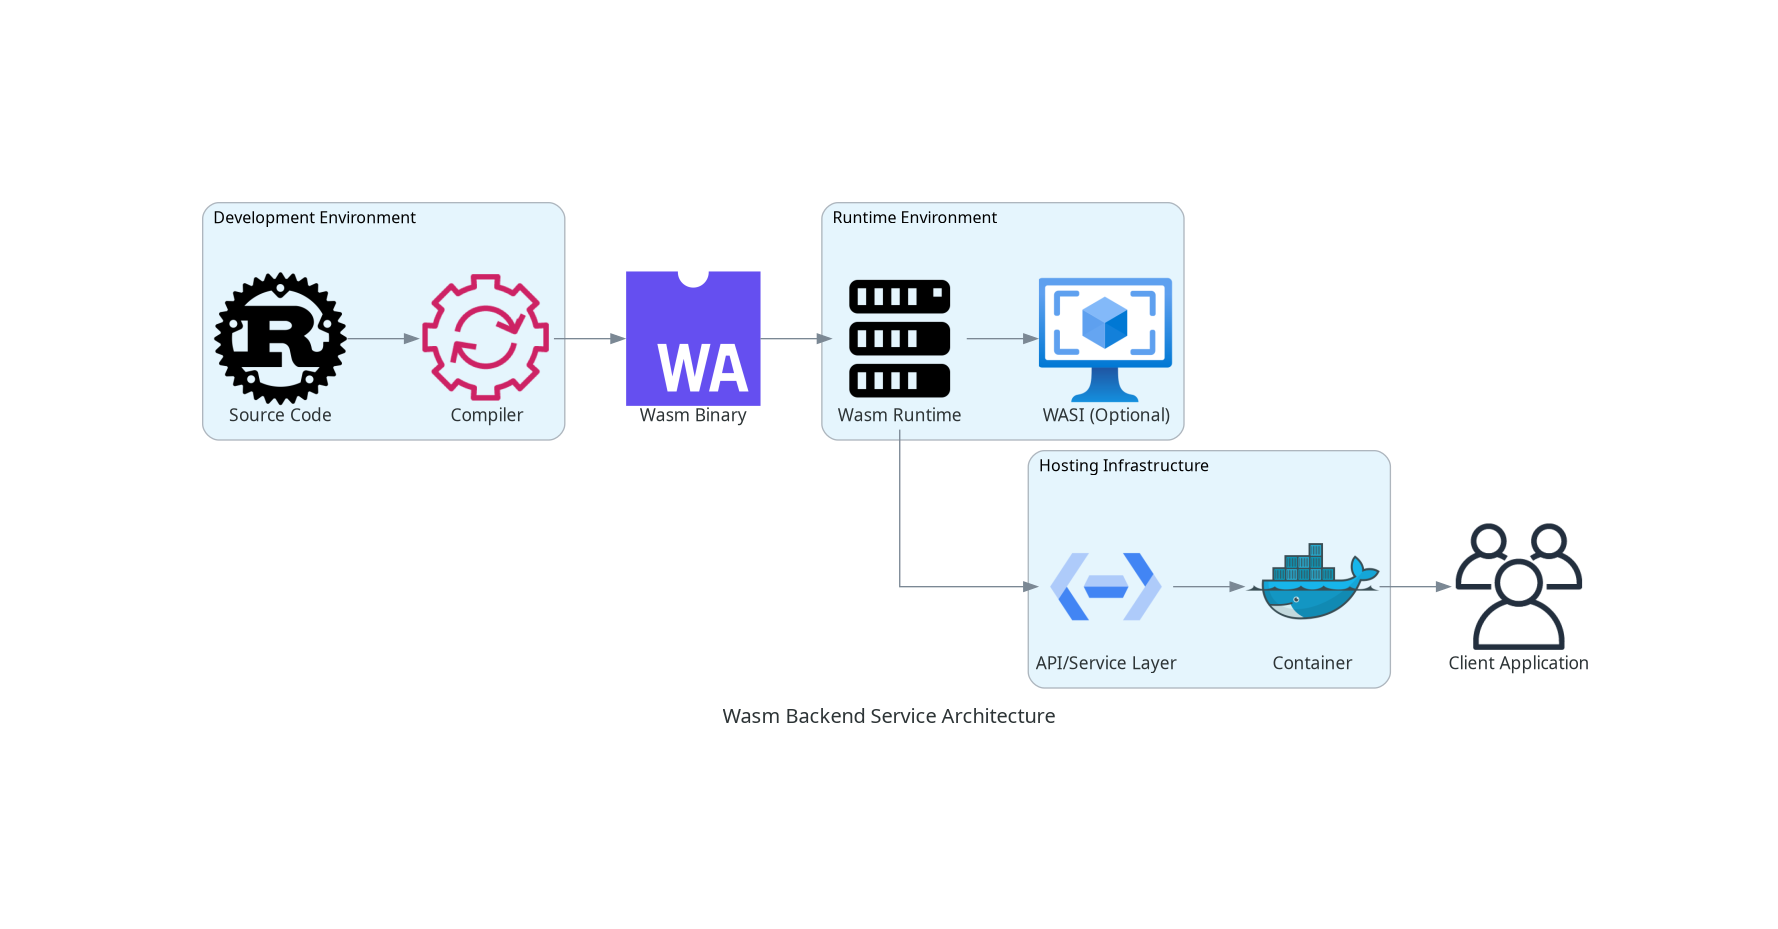 Development Environment
Runtime Environment
R
WA
Source Code
Compiler
Wasm Binary
Wasm Runtime
WASI (Optional)
Hosting Infrastructure
API/Service Layer
Container
Client Application
Wasm Backend Service Architecture